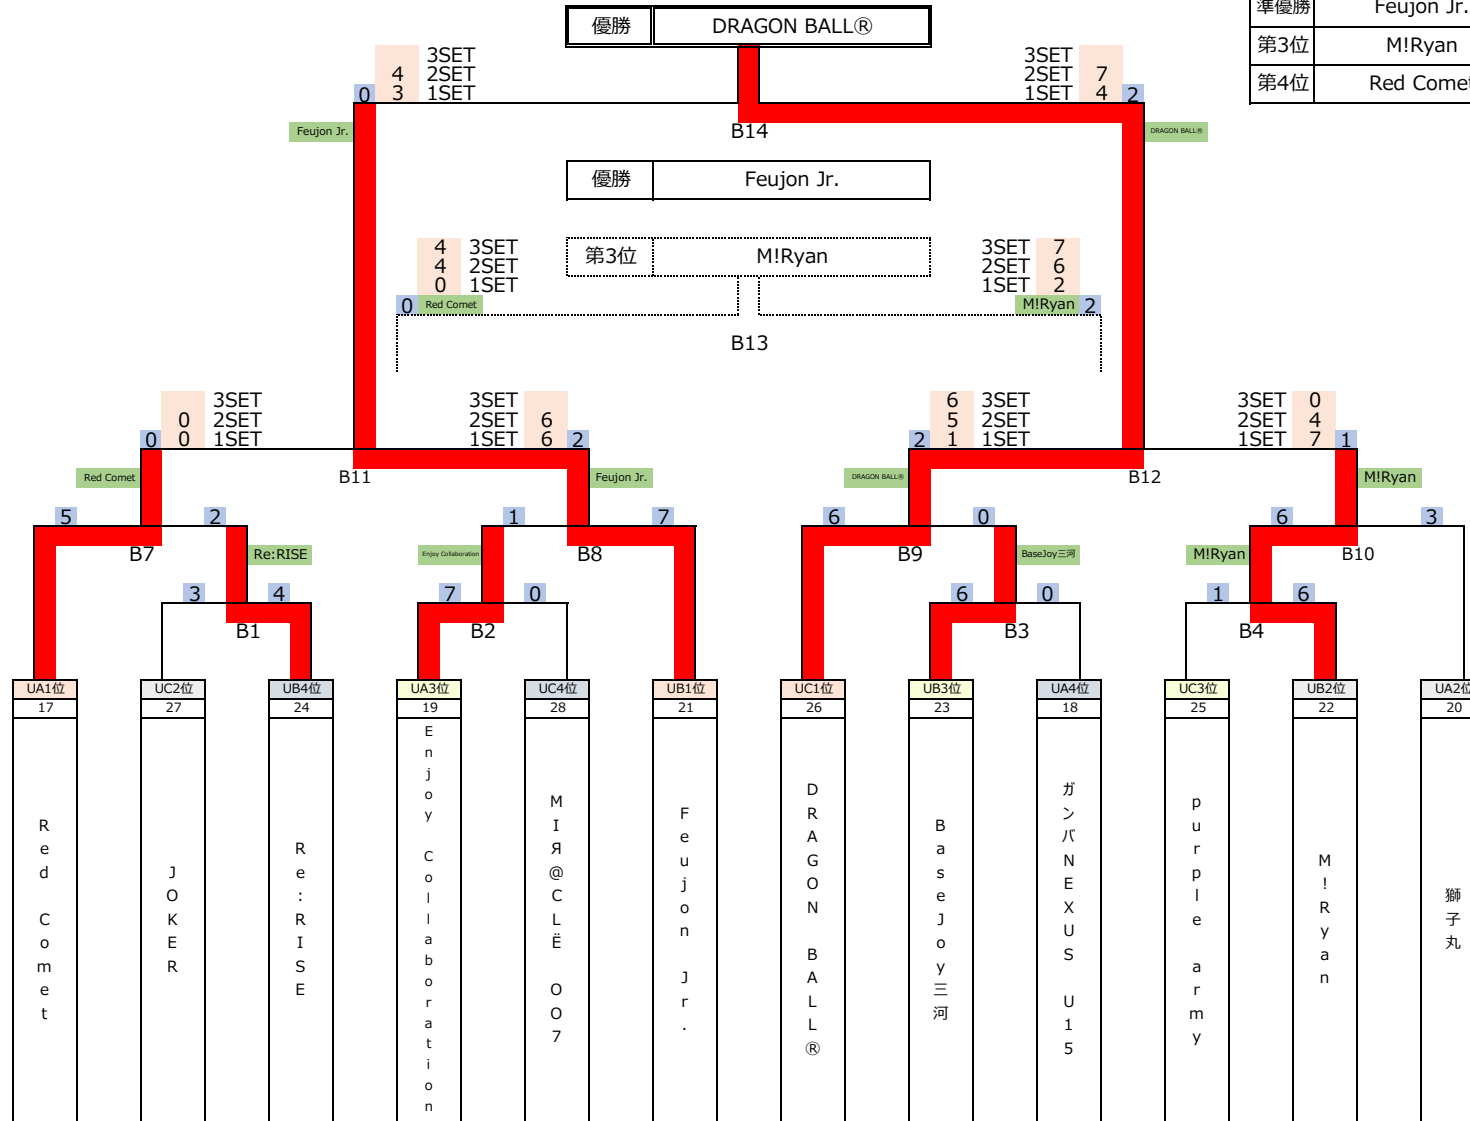 優勝 DRAGON BALL®
準優勝 Feujon Jr.
第3位 M!Ryan
第4位 Red Comet
3SET 3SET
4 2SET 2SET 7
0 3 1SET 1SET 4 2
Feujon Jr. B14 DRAGON BALL®
優勝 Feujon Jr.
第3位 M!Ryan
4 3SET 3SET 7
4 2SET 2SET 6
0 1SET 1SET 2
0 Red Comet M!Ryan 2
B13
3SET 3SET 6 3SET 3SET 0
0 2SET 2SET 6 5 2SET 2SET 4
0 0 1SET 1SET 6 2 2 1 1SET 1SET 7 1
Red Comet B11 Feujon Jr. DRAGON BALL® B12 M!Ryan
5 2 1 7 6 0 6 3
B7 Re:RISE Enjoy Collaboration B8 B9 BaseJoy三河 M!Ryan B10
3 4 7 0 6 0 1 6
B1 B2 B3 B4
UA1位 UC2位 UB4位 UA3位 UC4位 UB1位 UC1位 UB3位 UA4位 UC3位 UB2位 UA2位
17 27 24 19 28 21 26 23 18 25 22 20
Red Comet
JOKER
Re:RISE
Enjoy Collaboration
MIЯ@CLË OO7
Feujon Jr.
DRAGON BALL®
BaseJoy三河
ガンバNEXUS U15
purple army
M!Ryan
獅子丸